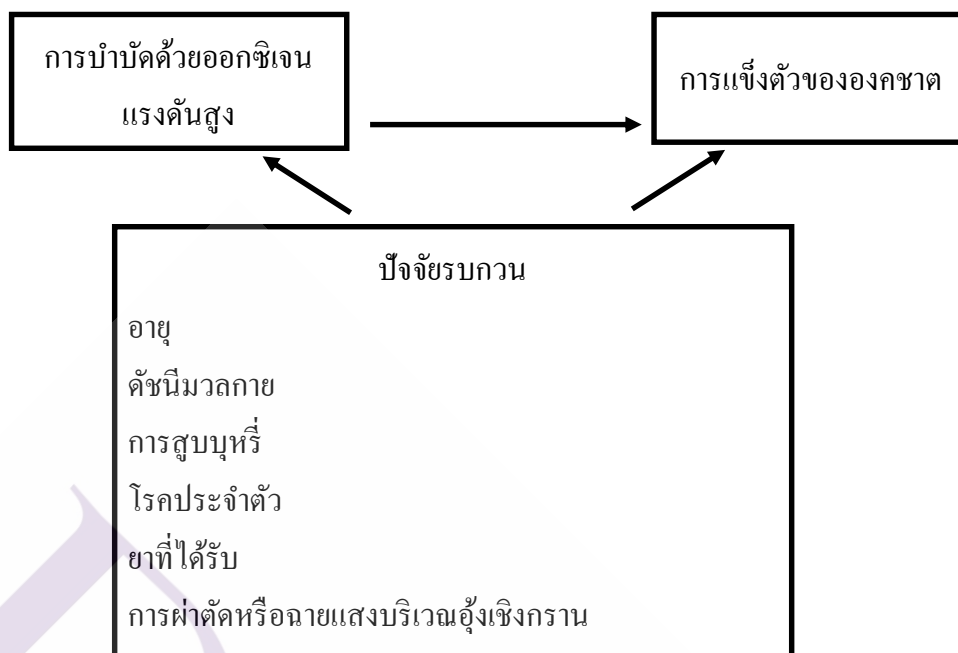 การบำบัดด้วยออกซิเจน
แรงดันสูง
การแข็งตัวขององคชาต
ปัจจัยรบกวน
อายุ
ดัชนีมวลกาย
การสูบบุหรี่
โรคประจำตัว
ยาที่ได้รับ
การผ่าตัดหรือฉายแสงบริเวณอุ้งเชิงกราน